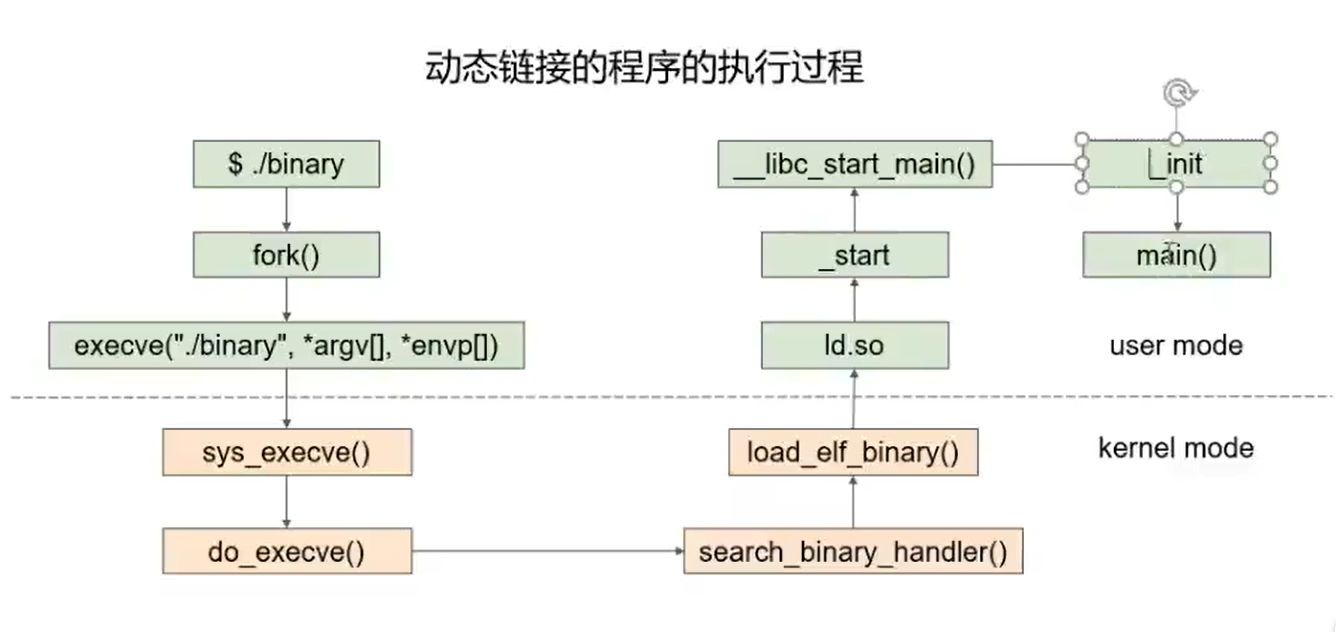 动态链接的程序的执行过程
$ ./binary
fork()
execve("./binary", *argv[], *envp[])
sys_execve()
do_execve()
search_binary_handler()
load_elf_binary()
ld.so
_start
__libc_start_main()
_init
main()
user mode
kernel mode